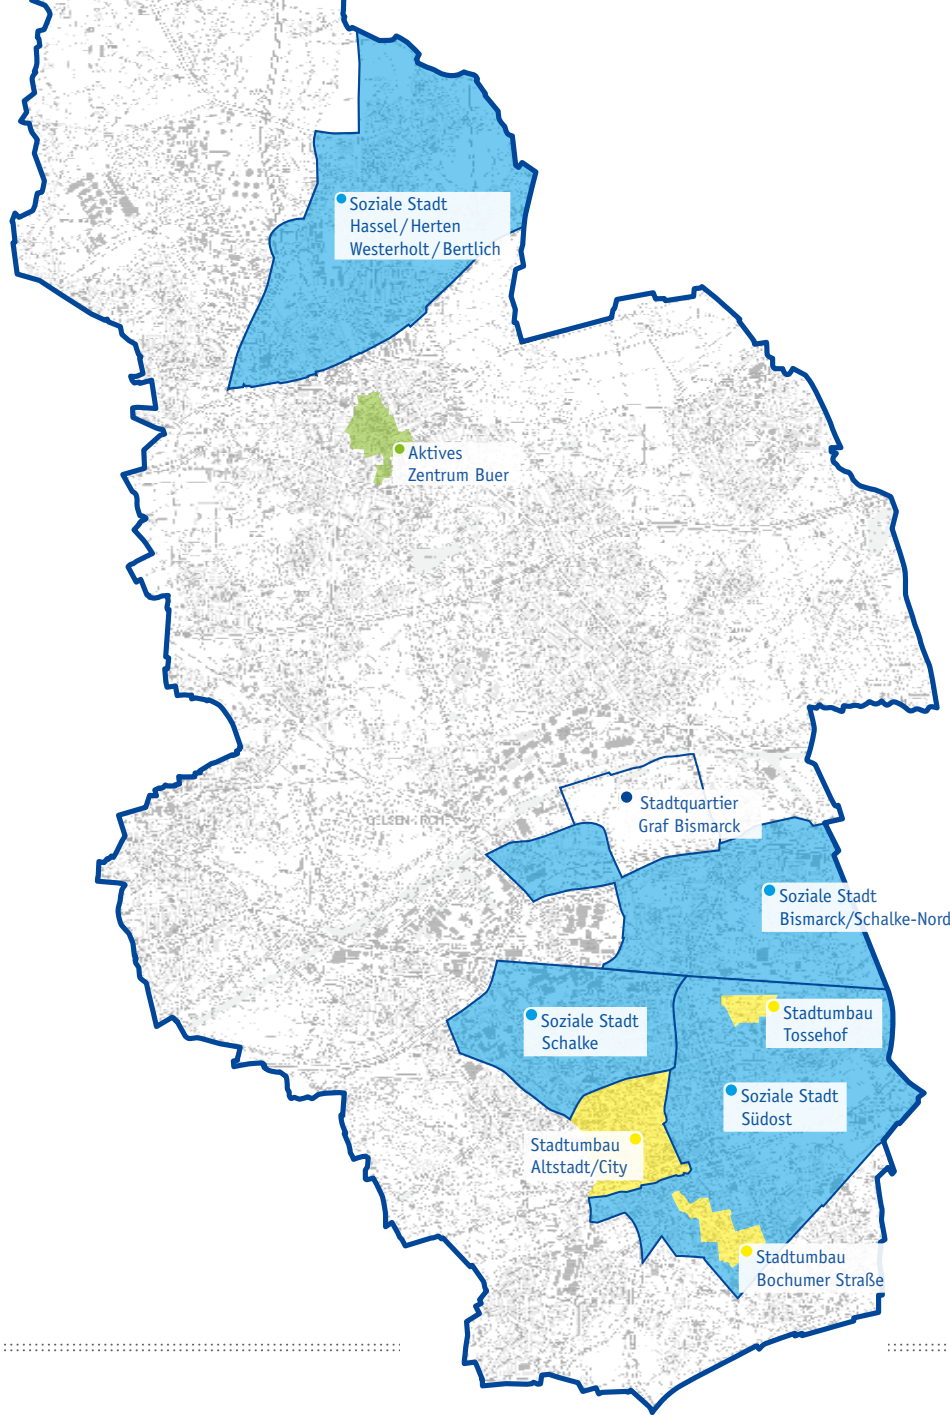 Soziale Stadt
Hassel/Herten
Westerholt/Bertlich
Aktives
Zentrum Buer
Stadtquartier
Graf Bismarck
Soziale Stadt
Bismarck/Schalke-Nord
Soziale Stadt
Schalke
Stadtumbau
Tossehof
Soziale Stadt
Südost
Stadtumbau
Altstadt/City
Stadtumbau
Bochumer Straße